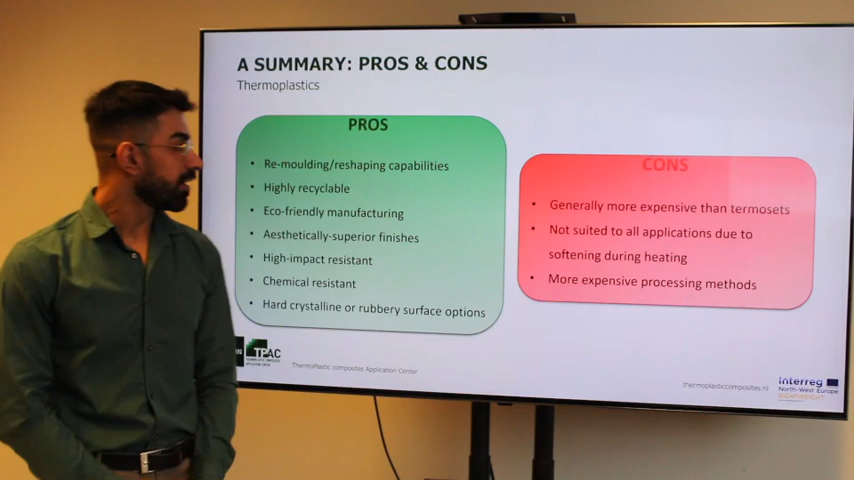 A SUMMARY: PROS & CONS
Thermoplastics
PROS
• Re-moulding/reshaping capabilities
• Highly recyclable
• Eco-friendly manufacturing
• Aesthetically-superior finishes
• High-impact resistant
• Chemical resistant
• Hard crystalline or rubbery surface options
CONS
• Generally more expensive than termosets
• Not suited to all applications due to
softening during heating
• More expensive processing methods
TPAC
ThermoPlastic composites Application Center
thermoplasticcomposites.nl
Interreg
North-West Europe